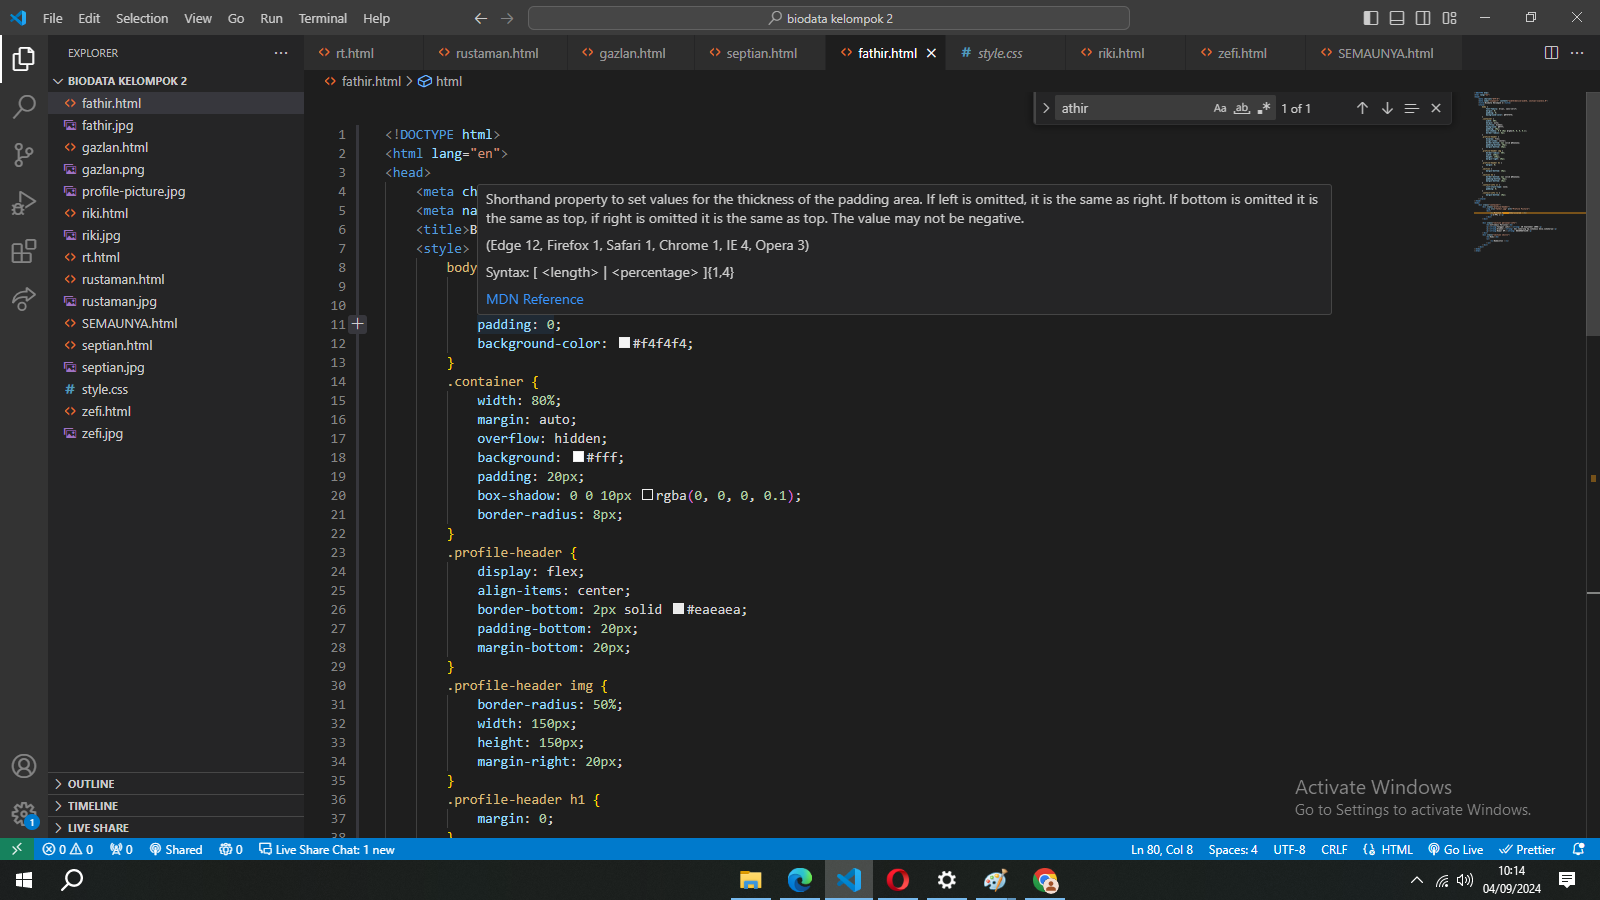 File Edit Selection View Go Run Terminal Help
biodata kelompok 2
EXPLORER
rt.html
rustaman.html
gazlan.html
septian.html
fathir.html
style.css
riki.html
zefi.html
SEMAUNYA.html
BIODATA KELOMPOK 2
fathir.html
fathir.jpg
gazlan.html
gazlan.png
profile-picture.jpg
riki.html
riki.jpg
rt.html
rustaman.html
rustaman.jpg
SEMAUNYA.html
septian.html
septian.jpg
style.css
zefi.html
zefi.jpg
OUTLINE
TIMELINE
LIVE SHARE
1
fathir.html > html
athir
Aa ab .* 1 of 1
1 <!DOCTYPE html>
2 <html lang="en">
3 <head>
4 <meta ch
5 <meta na
6 <title>B
7 <style>
8 body
9
10
Shorthand property to set values for the thickness of the padding area. If left is omitted, it is the same as right. If bottom is omitted it is
the same as top, if right is omitted it is the same as top. The value may not be negative.
(Edge 12, Firefox 1, Safari 1, Chrome 1, IE 4, Opera 3)
Syntax: [ <length> | <percentage> ]{1,4}
MDN Reference
11 padding: 0;
12 background-color: #f4f4f4;
13 }
14 .container {
15 width: 80%;
16 margin: auto;
17 overflow: hidden;
18 background: #fff;
19 padding: 20px;
20 box-shadow: 0 0 10px rgba(0, 0, 0, 0.1);
21 border-radius: 8px;
22 }
23 .profile-header {
24 display: flex;
25 align-items: center;
26 border-bottom: 2px solid #eaeaea;
27 padding-bottom: 20px;
28 margin-bottom: 20px;
29 }
30 .profile-header img {
31 border-radius: 50%;
32 width: 150px;
33 height: 150px;
34 margin-right: 20px;
35 }
36 .profile-header h1 {
37 margin: 0;
38 }
Activate Windows
Go to Settings to activate Windows.
0 0 0 Shared 0 Live Share Chat: 1 new
Ln 80, Col 8 Spaces: 4 UTF-8 CRLF HTML Go Live Prettier
10:14
04/09/2024